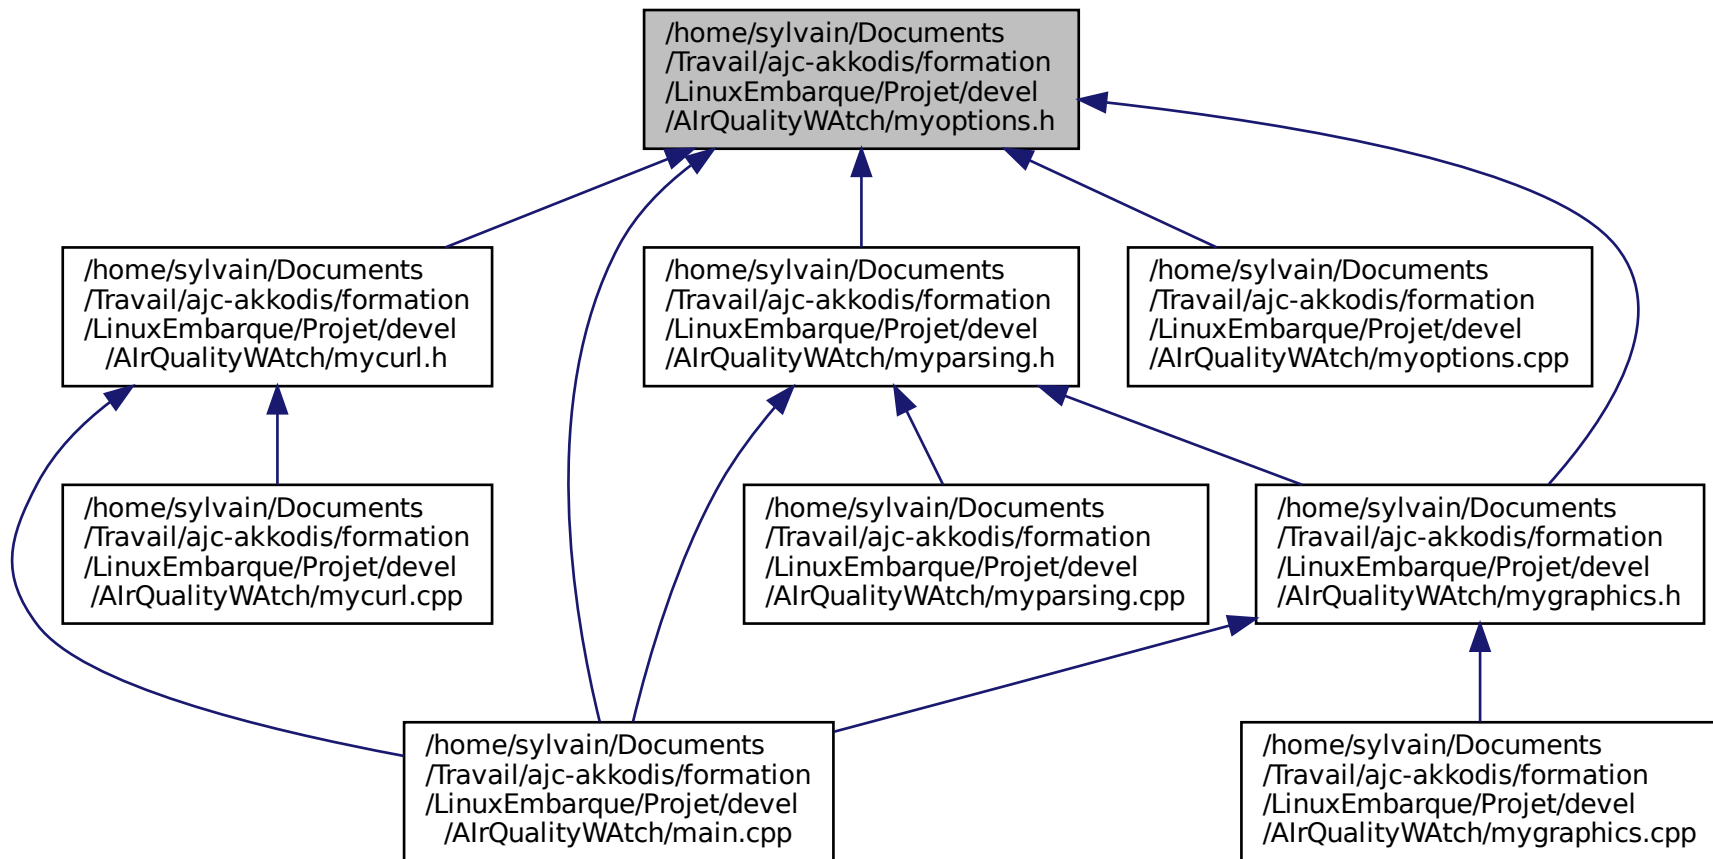 /home/sylvain/Documents
/Travail/ajc-akkodis/formation
/LinuxEmbarque/Projet/devel
/AIrQualityWAtch/myoptions.h
/home/sylvain/Documents
/Travail/ajc-akkodis/formation
/LinuxEmbarque/Projet/devel
/AIrQualityWAtch/mycurl.h
/home/sylvain/Documents
/Travail/ajc-akkodis/formation
/LinuxEmbarque/Projet/devel
/AIrQualityWAtch/myparsing.h
/home/sylvain/Documents
/Travail/ajc-akkodis/formation
/LinuxEmbarque/Projet/devel
/AIrQualityWAtch/myoptions.cpp
/home/sylvain/Documents
/Travail/ajc-akkodis/formation
/LinuxEmbarque/Projet/devel
/AIrQualityWAtch/mycurl.cpp
/home/sylvain/Documents
/Travail/ajc-akkodis/formation
/LinuxEmbarque/Projet/devel
/AIrQualityWAtch/myparsing.cpp
/home/sylvain/Documents
/Travail/ajc-akkodis/formation
/LinuxEmbarque/Projet/devel
/AIrQualityWAtch/mygraphics.h
/home/sylvain/Documents
/Travail/ajc-akkodis/formation
/LinuxEmbarque/Projet/devel
/AIrQualityWAtch/main.cpp
/home/sylvain/Documents
/Travail/ajc-akkodis/formation
/LinuxEmbarque/Projet/devel
/AIrQualityWAtch/mygraphics.cpp